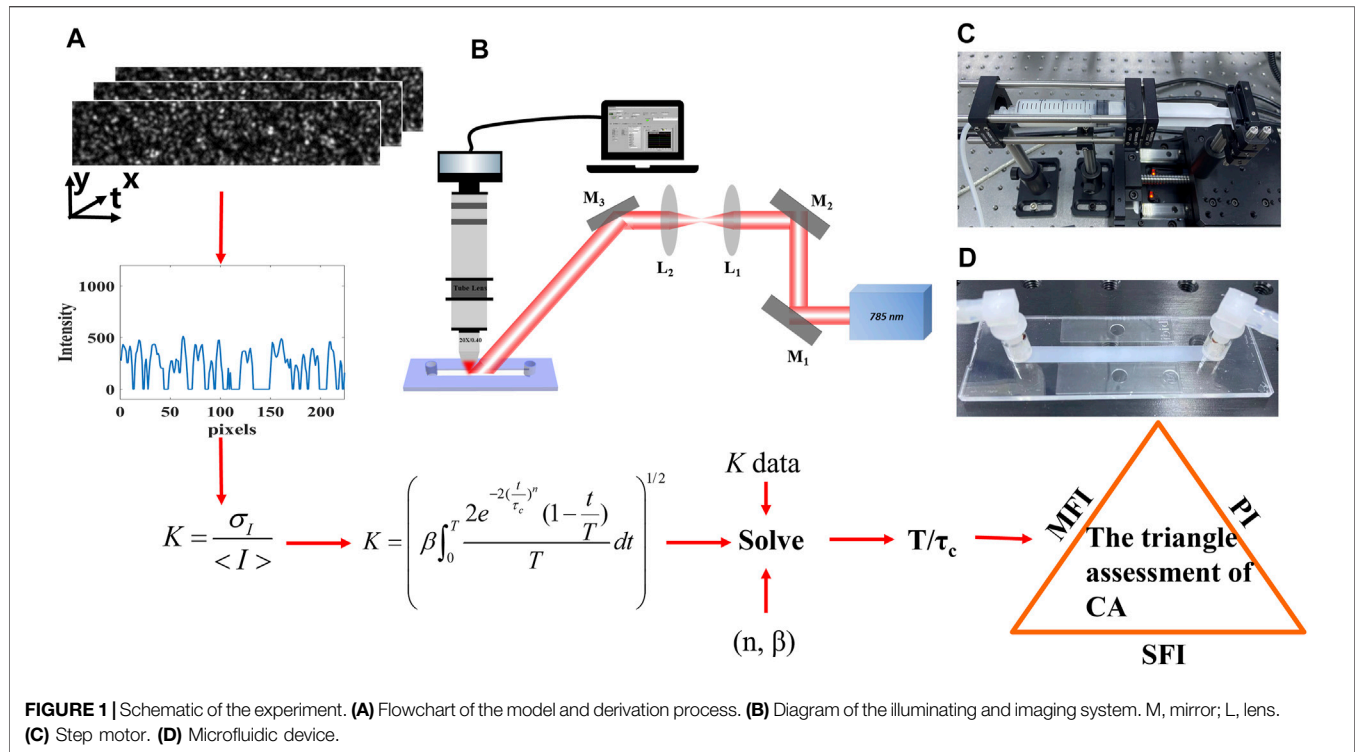 A
y
t
x
1000
500
0
Intensity
0 50 100 150 200
pixels
B
M₃
L₂
L₁
M₂
M₁
785 nm
Tube Lens
20X/0.40
C
D
K = σ_I / <I>
K = (β∫₀ᵀ 2e^(-2(t/τ_c)^n) (1-t/T) / T dt)^1/2
K data
Solve
(n, β)
T/τ_c
MFI
PI
The triangle
assessment of
CA
SFI
FIGURE 1 | Schematic of the experiment. (A) Flowchart of the model and derivation process. (B) Diagram of the illuminating and imaging system. M, mirror; L, lens.
(C) Step motor. (D) Microfluidic device.